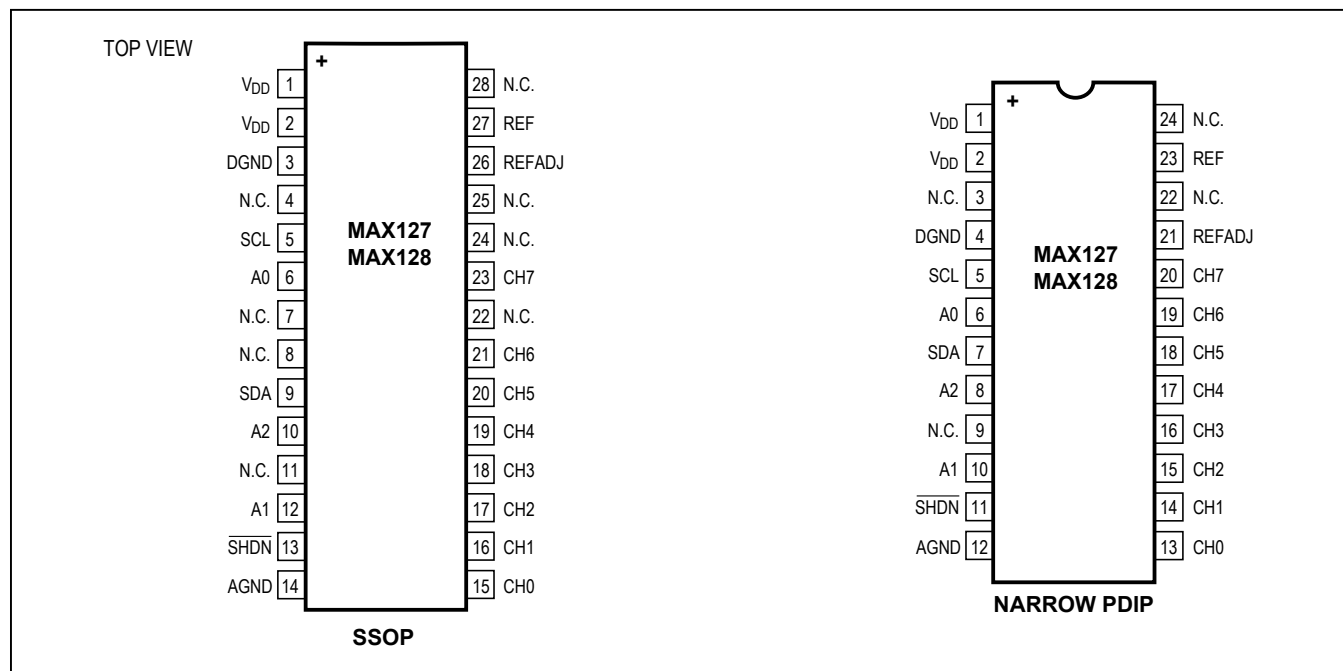 TOP VIEW
+
VDD 1 28 N.C.
VDD 2 27 REF
DGND 3 26 REFADJ
N.C. 4 25 N.C.
SCL 5 24 N.C.
A0 6 23 CH7
N.C. 7 22 N.C.
N.C. 8 21 CH6
SDA 9 20 CH5
A2 10 19 CH4
N.C. 11 18 CH3
A1 12 17 CH2
SHDN 13 16 CH1
AGND 14 15 CH0
MAX127
MAX128
SSOP
+
VDD 1 24 N.C.
VDD 2 23 REF
N.C. 3 22 N.C.
DGND 4 21 REFADJ
SCL 5 20 CH7
A0 6 19 CH6
SDA 7 18 CH5
A2 8 17 CH4
N.C. 9 16 CH3
A1 10 15 CH2
SHDN 11 14 CH1
AGND 12 13 CH0
MAX127
MAX128
NARROW PDIP